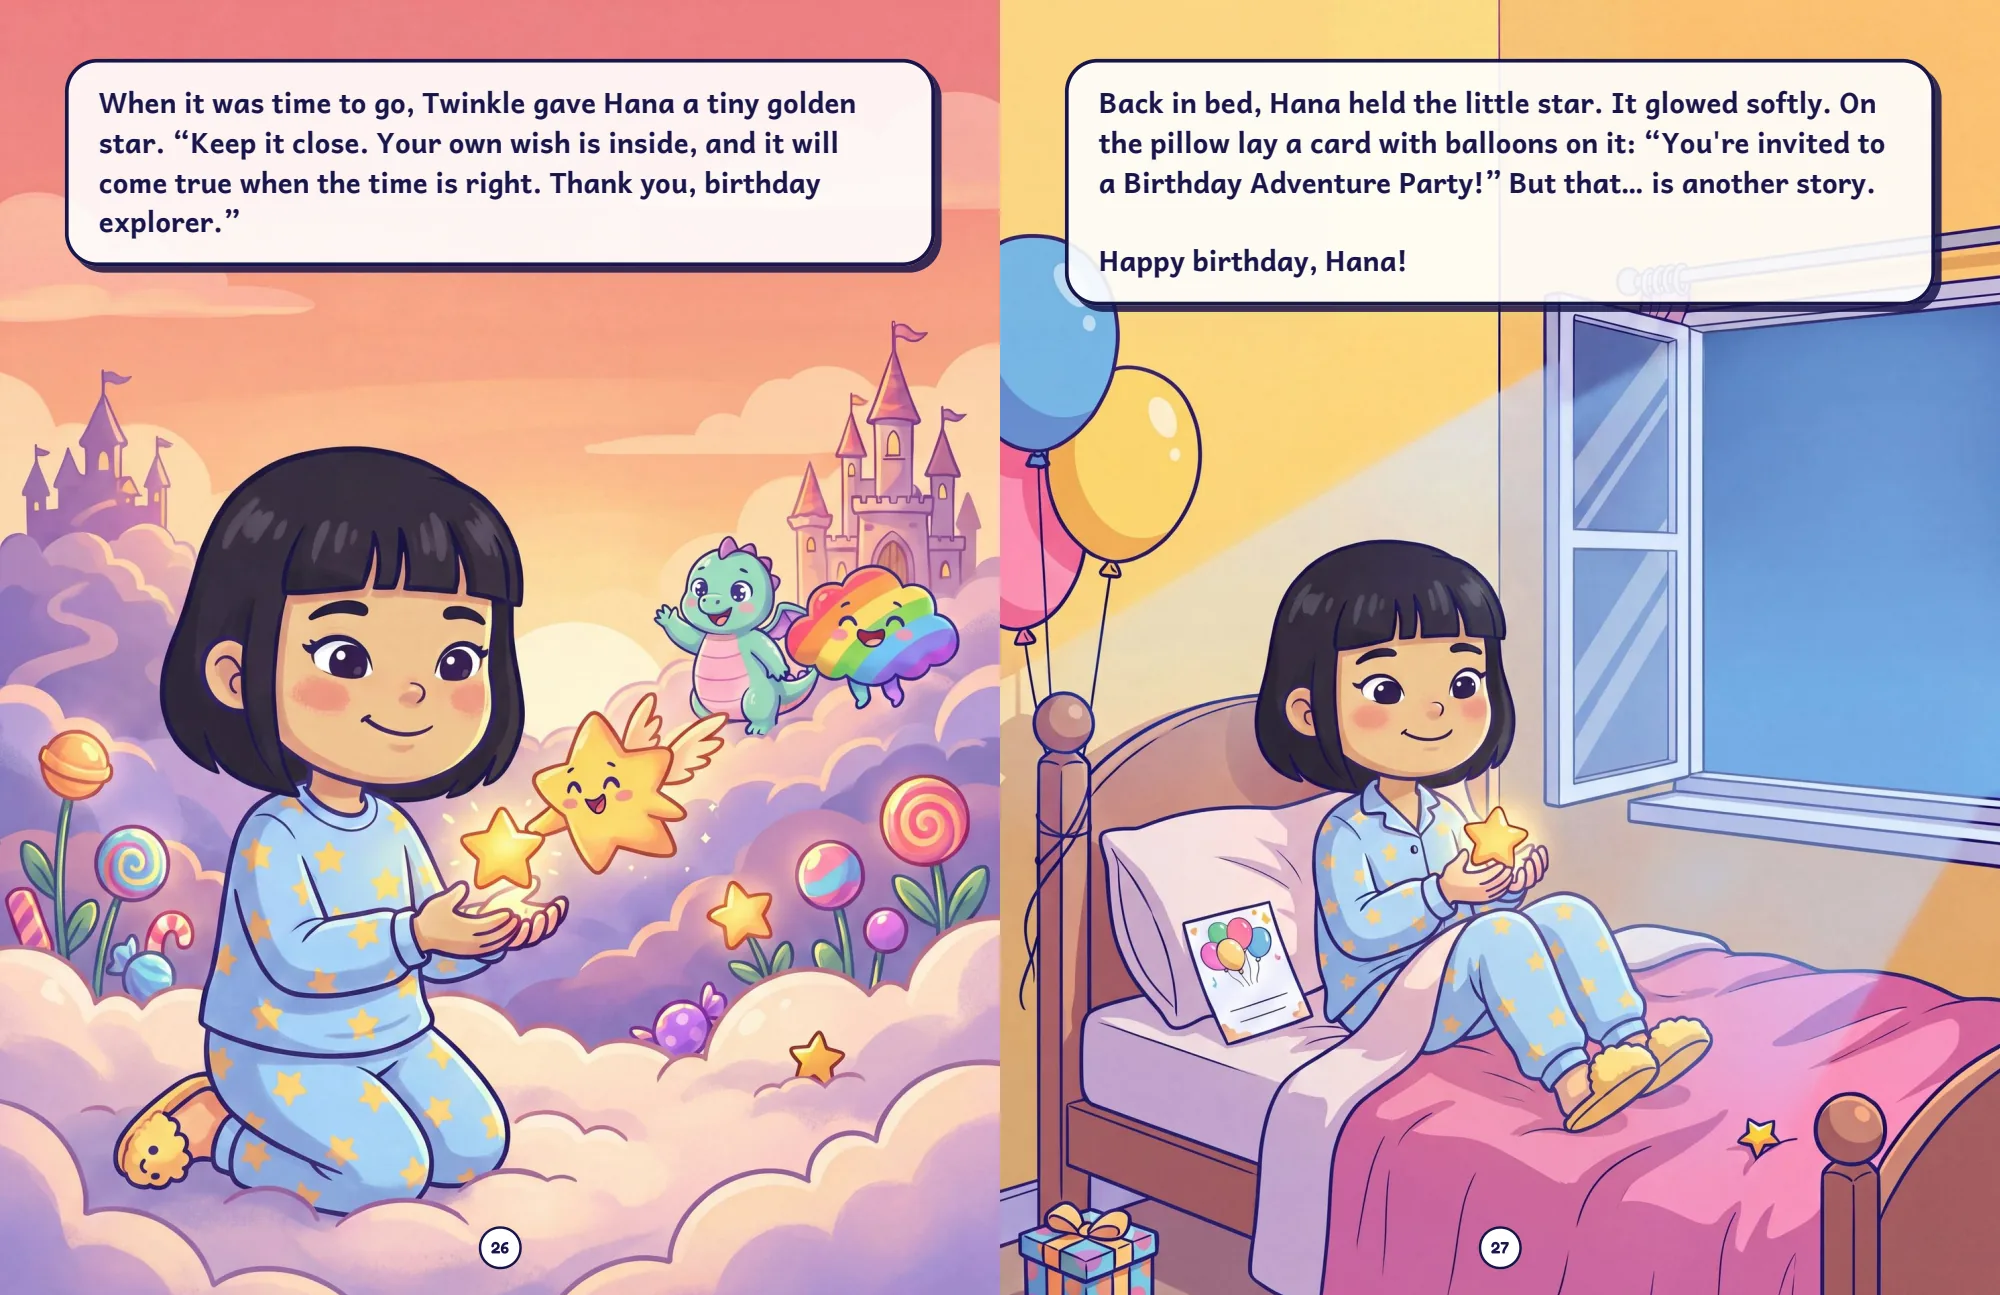 When it was time to go, Twinkle gave Hana a tiny golden
star. “Keep it close. Your own wish is inside, and it will
come true when the time is right. Thank you, birthday
explorer.”
26
Back in bed, Hana held the little star. It glowed softly. On
the pillow lay a card with balloons on it: “You're invited to
a Birthday Adventure Party!” But that... is another story.
Happy birthday, Hana!
27